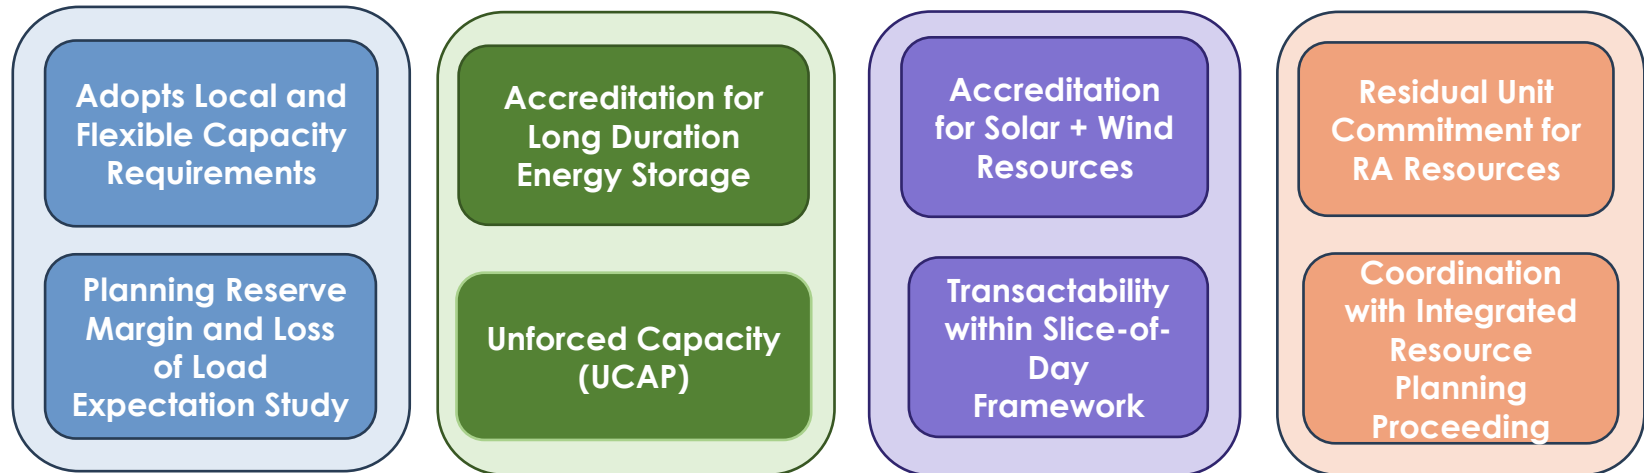 Adopts Local and
Flexible Capacity
Requirements
Planning Reserve
Margin and Loss
of Load
Expectation Study
Accreditation for
Long Duration
Energy Storage
Unforced Capacity
(UCAP)
Accreditation
for Solar + Wind
Resources
Transactability
within Slice-of-
Day
Framework
Residual Unit
Commitment for
RA Resources
Coordination
with Integrated
Resource
Planning
Proceeding